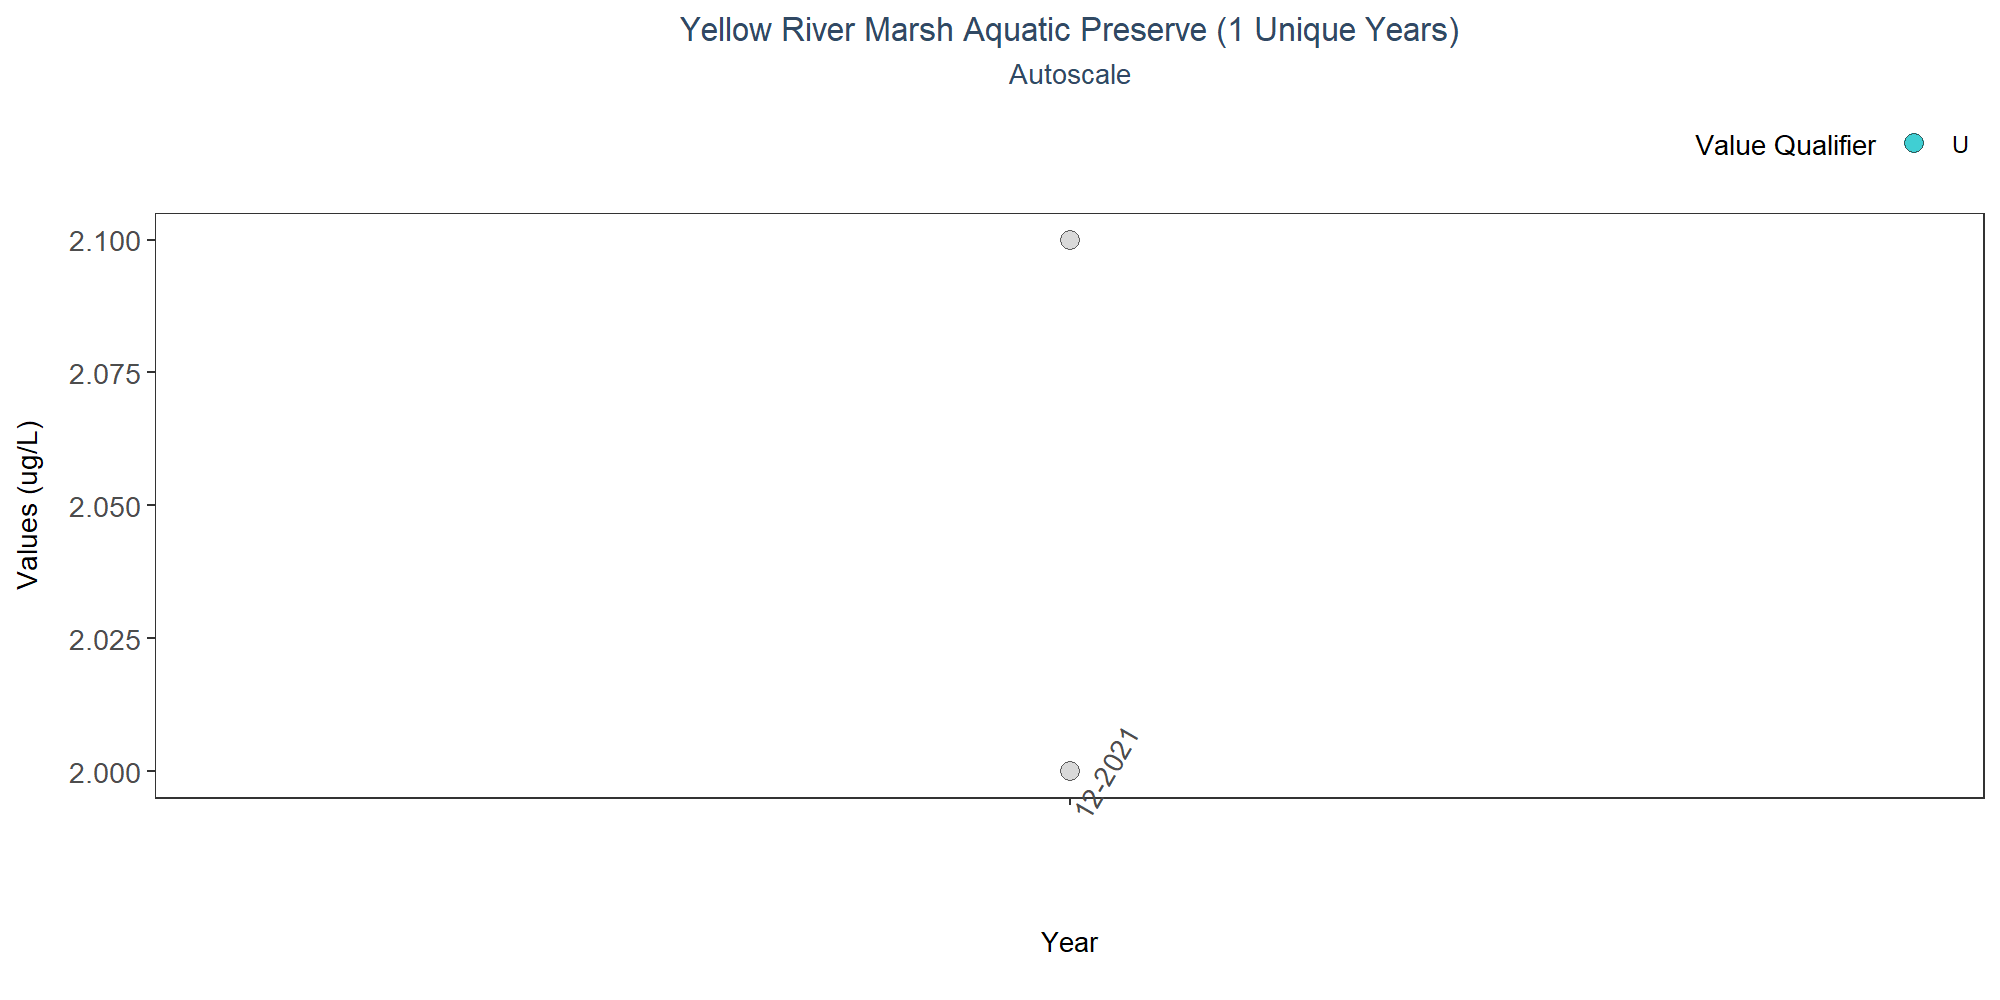 Yellow River Marsh Aquatic Preserve (1 Unique Years)
Autoscale
Value Qualifier U
2.100
2.075
2.050
2.025
2.000
Values (ug/L)
12-2021
Year